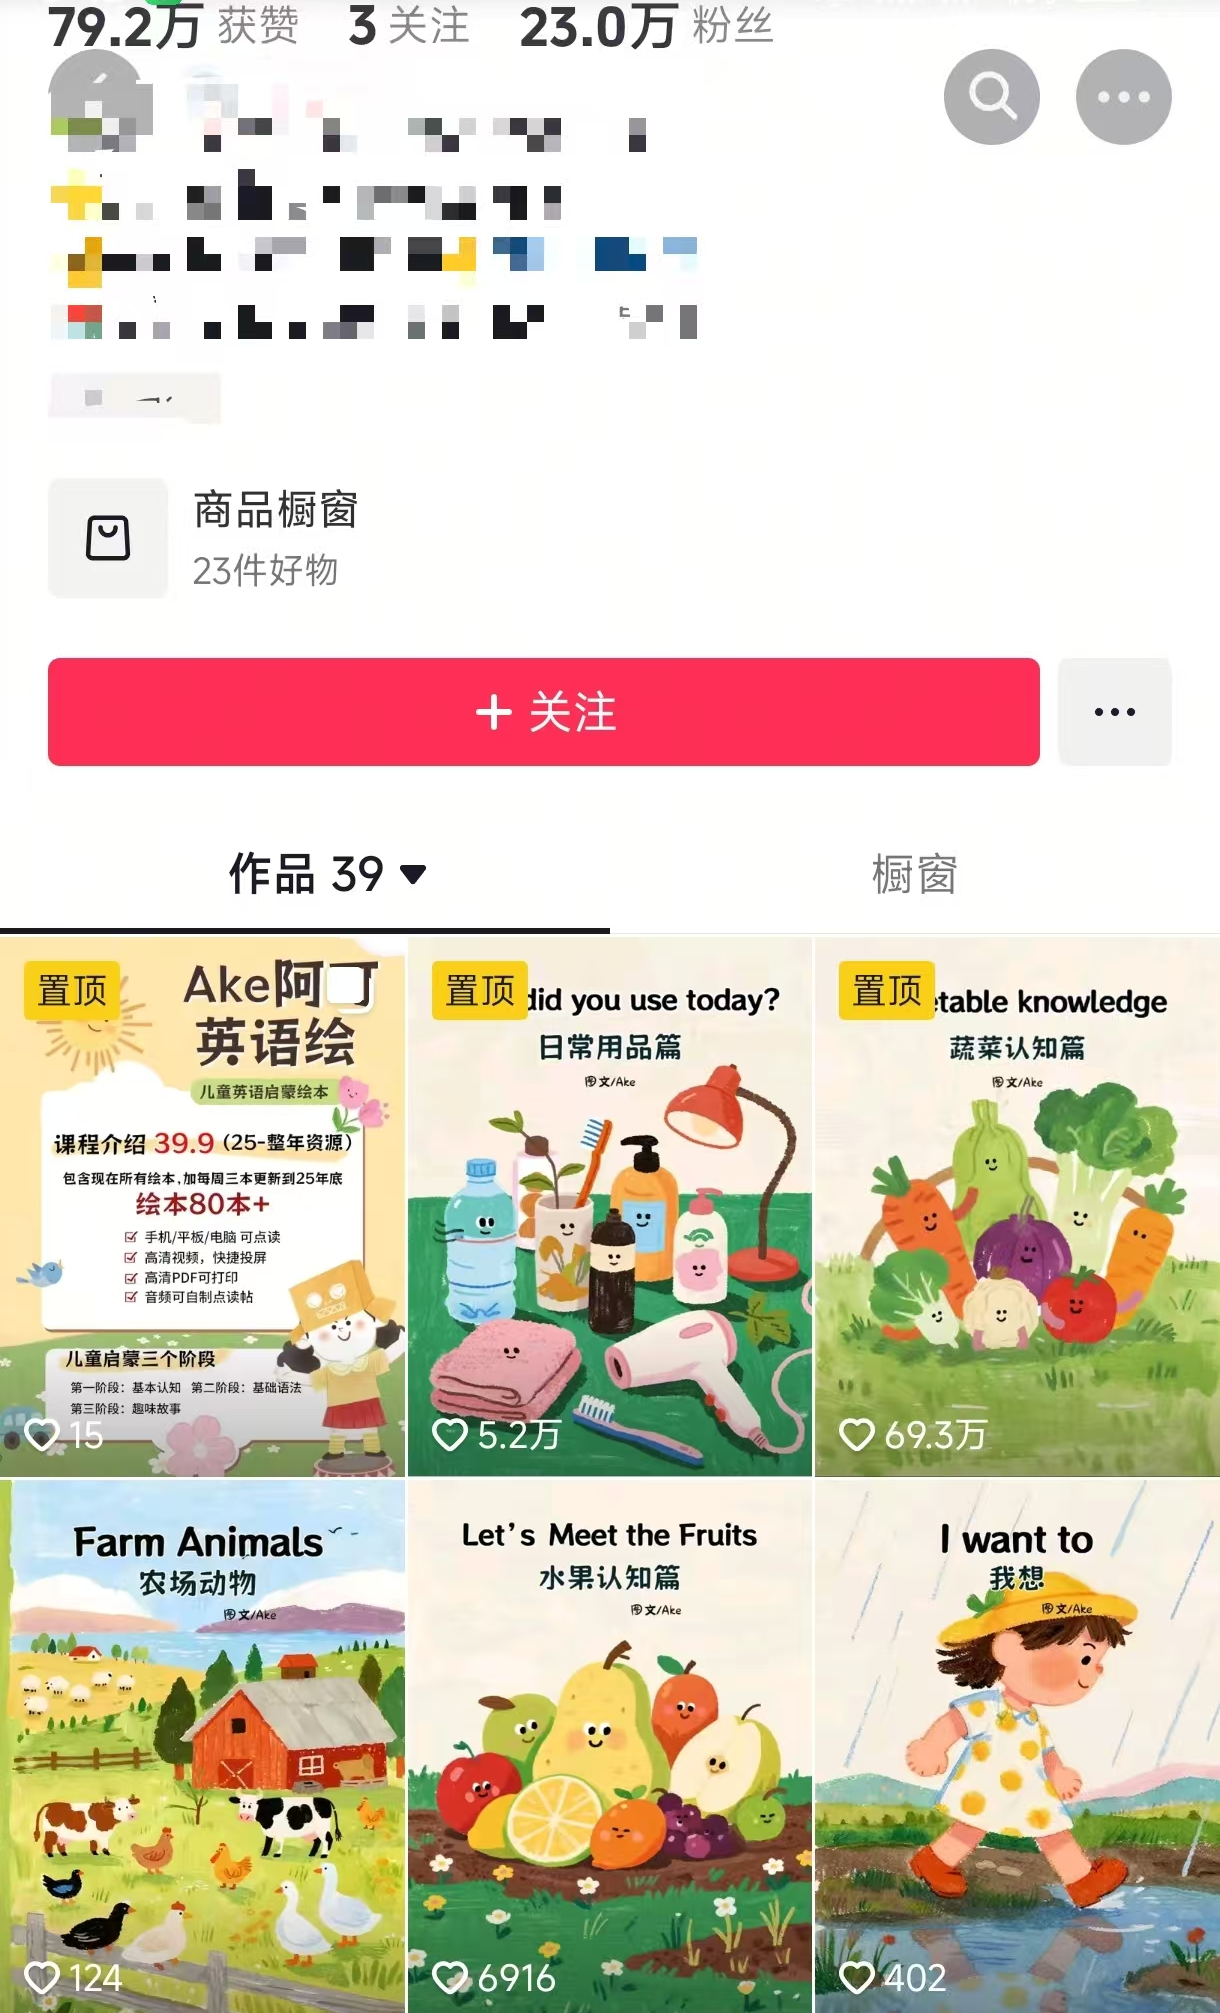 79.2万 获赞 3 关注 23.0万 粉丝
商品橱窗
23件好物
+ 关注
作品 39
橱窗
置顶
Ake阿
英语绘
儿童英语启蒙绘本
课程介绍 39.9 (25-整年资源)
包含现在所有绘本,加每周三本更新到25年底
绘本80本+
手机/平板/电脑 可点读
高清视频，快捷投屏
高清PDF可打印
音频可自制点读帖
儿童启蒙三个阶段
第一阶段：基本认知 第二阶段：基础语法
第三阶段：趣味故事
15
置顶
did you use today?
日常用品篇
图文/Ake
5.2万
置顶
etable knowledge
蔬菜认知篇
图文/Ake
69.3万
Farm Animals
农场动物
图文/Ake
124
Let's Meet the Fruits
水果认知篇
图文/Ake
6916
I want to
我想
图文/Ake
402